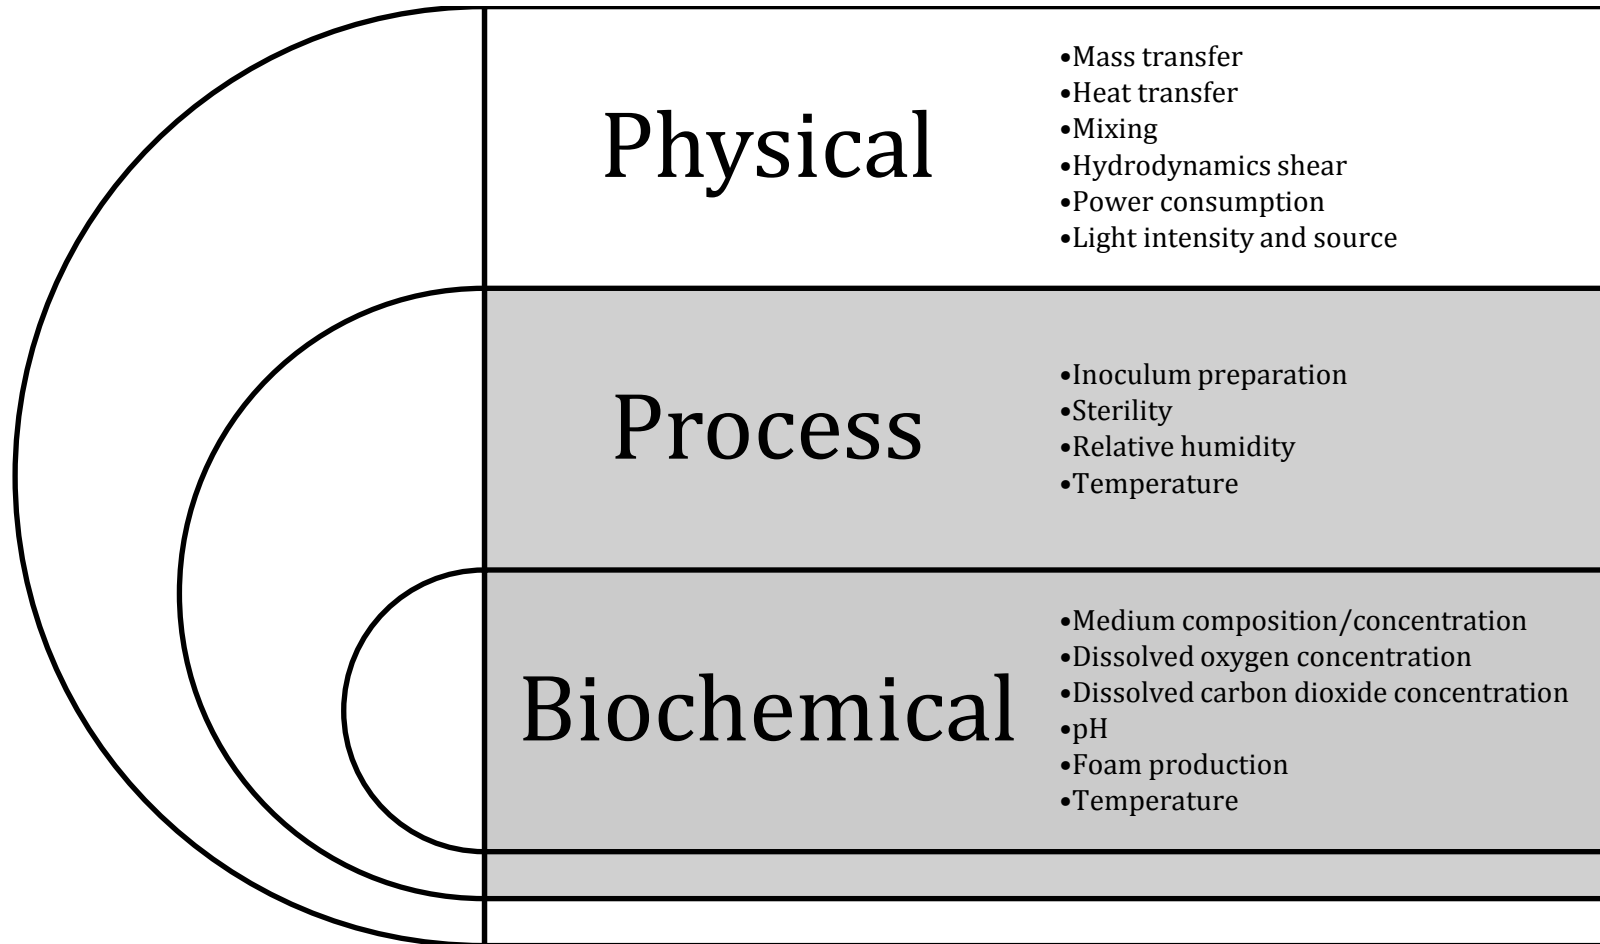 Physical
•Mass transfer
•Heat transfer
•Mixing
•Hydrodynamics shear
•Power consumption
•Light intensity and source
Process
•Inoculum preparation
•Sterility
•Relative humidity
•Temperature
Biochemical
•Medium composition/concentration
•Dissolved oxygen concentration
•Dissolved carbon dioxide concentration
•pH
•Foam production
•Temperature